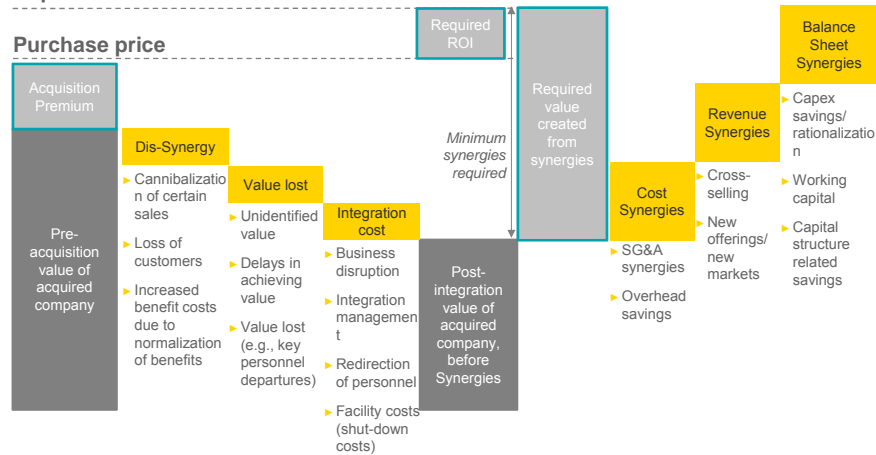 Purchase price
Required
ROI
Balance
Sheet
Synergies
Acquisition
Premium
Required
value
created
from
synergies
Minimum
synergies
required
Revenue
Synergies
► Capex
savings/
rationalizatio
n
► Working
capital
► Capital
structure
related
savings
Dis-Synergy
► Cannibalizatio
n of certain
sales
► Loss of
customers
► Increased
benefit costs
due to
normalization
of benefits
Value lost
► Unidentified
value
► Delays in
achieving
value
► Value lost
(e.g., key
personnel
departures)
Integration
cost
► Business
disruption
► Integration
managemen
t
► Redirection
of personnel
► Facility costs
(shut-down
costs)
Pre-
acquisition
value of
acquired
company
Post-
integration
value of
acquired
company,
before
Synergies
Cost
Synergies
► SG&A
synergies
► Overhead
savings
► Cross-
selling
► New
offerings/
new
markets